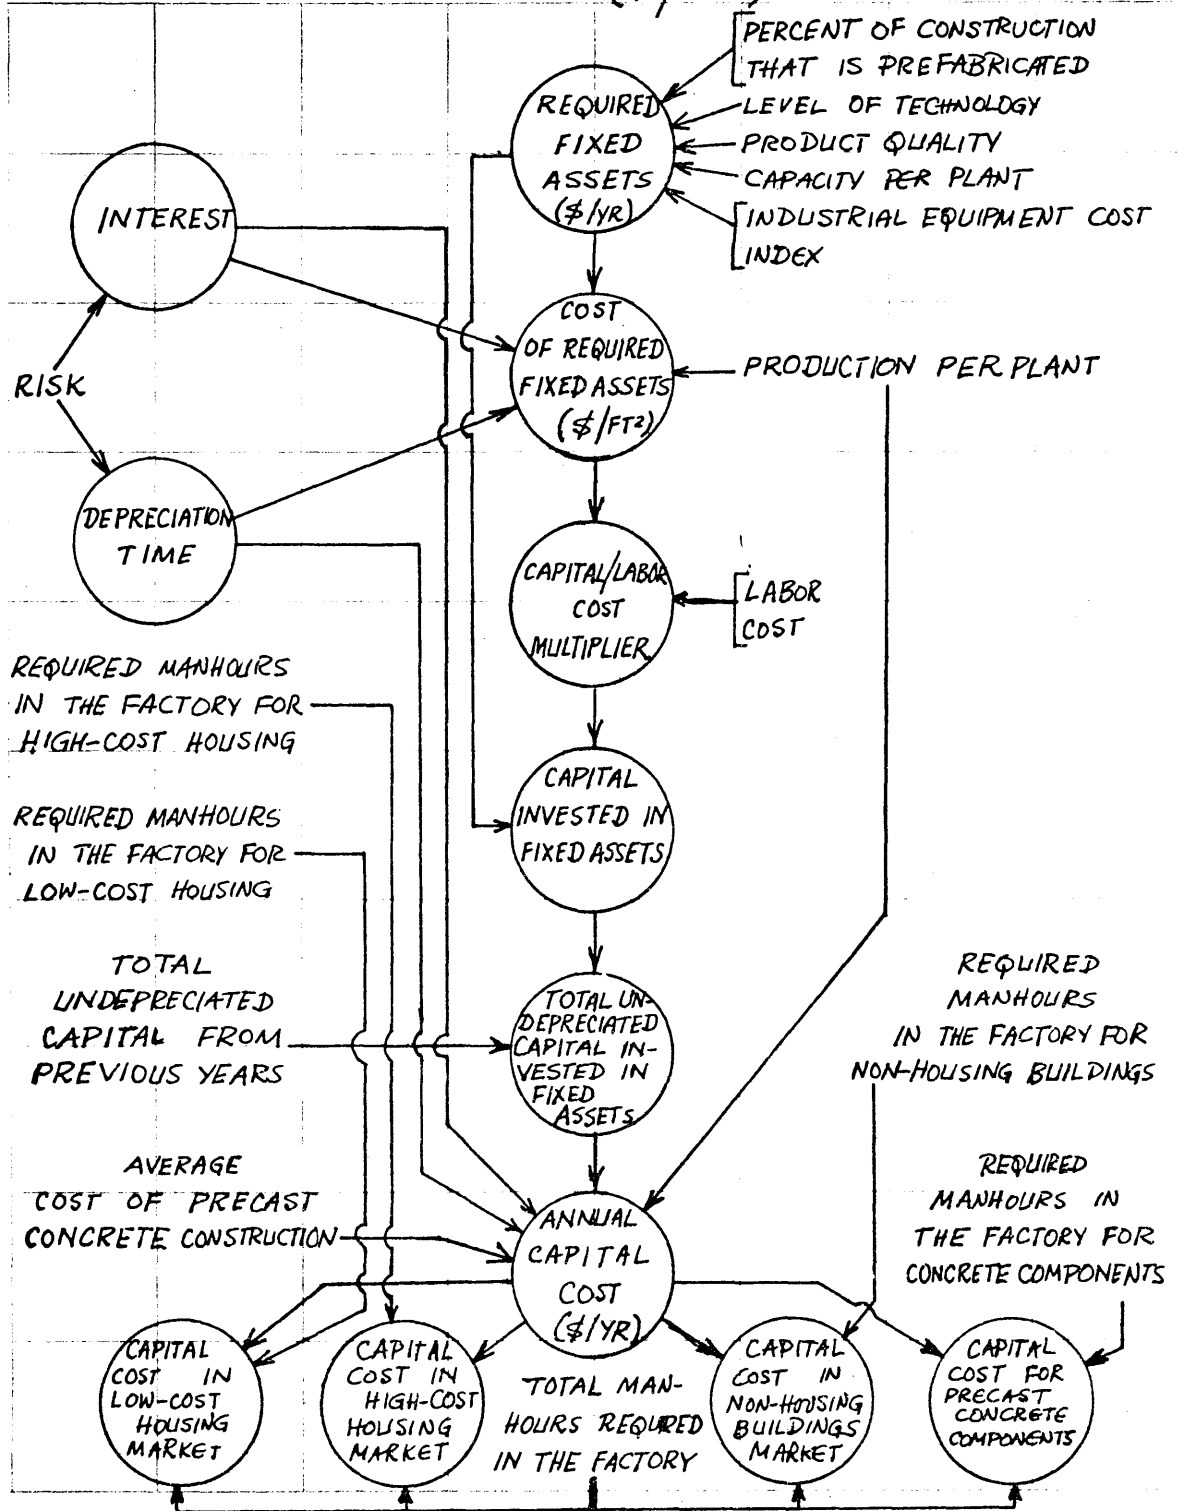 PERCENT OF CONSTRUCTION
THAT IS PREFABRICATED
REQUIRED
FIXED
ASSETS
($/YR)
LEVEL OF TECHNOLOGY
PRODUCT QUALITY
CAPACITY PER PLANT
INDUSTRIAL EQUIPMENT COST
INDEX
INTEREST
COST
OF REQUIRED
FIXED ASSETS
($/FT²)
PRODUCTION PER PLANT
RISK
DEPRECIATION
TIME
CAPITAL/LABOR
COST
MULTIPLIER
LABOR
COST
REQUIRED MANHOURS
IN THE FACTORY FOR
HIGH-COST HOUSING
CAPITAL
INVESTED IN
FIXED ASSETS
REQUIRED MANHOURS
IN THE FACTORY FOR
LOW-COST HOUSING
TOTAL
UNDEPRECIATED
CAPITAL FROM
PREVIOUS YEARS
TOTAL UN-
DEPRECIATED
CAPITAL IN-
VESTED IN
FIXED
ASSETS
REQUIRED
MANHOURS
IN THE FACTORY FOR
NON-HOUSING BUILDINGS
AVERAGE
COST OF PRECAST
CONCRETE CONSTRUCTION
ANNUAL
CAPITAL
COST
($/YR)
REQUIRED
MANHOURS IN
THE FACTORY FOR
CONCRETE COMPONENTS
CAPITAL
COST IN
LOW-COST
HOUSING
MARKET
CAPITAL
COST IN
HIGH-COST
HOUSING
MARKET
TOTAL MAN-
HOURS REQUIRED
IN THE FACTORY
CAPITAL
COST IN
NON-HOUSING
BUILDINGS
MARKET
CAPITAL
COST FOR
PRECAST
CONCRETE
COMPONENTS